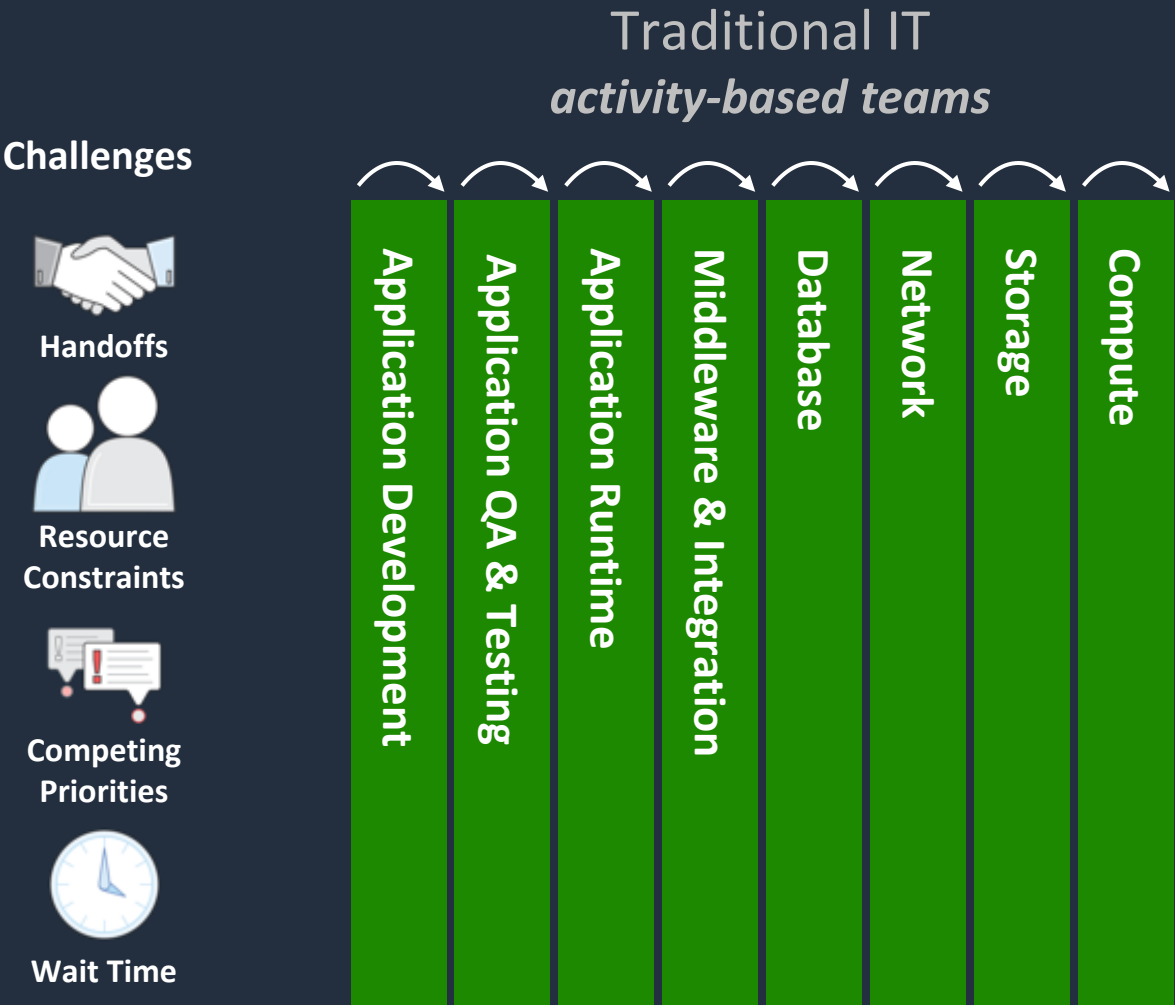 Traditional IT
activity-based teams
Challenges
Handoffs
Resource
Constraints
Competing
Priorities
Wait Time
Application Development
Application QA & Testing
Application Runtime
Middleware & Integration
Database
Network
Storage
Compute